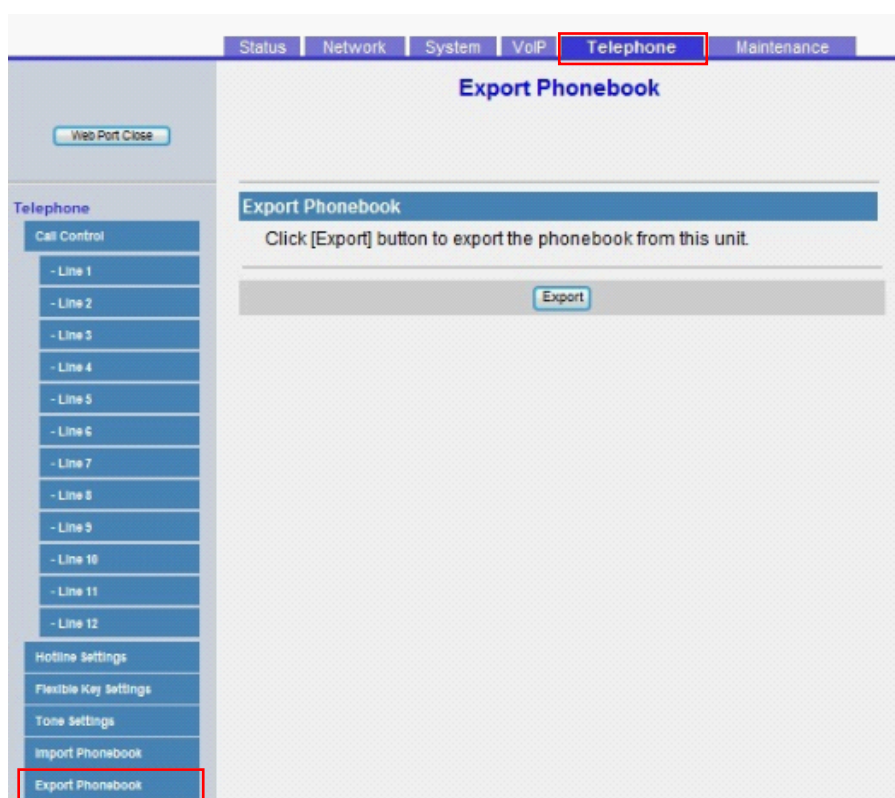 Status Network System VoIP Telephone Maintenance
Export Phonebook
Web Port Close
Telephone
Call Control
- Line 1
- Line 2
- Line 3
- Line 4
- Line 5
- Line 6
- Line 7
- Line 8
- Line 9
- Line 10
- Line 11
- Line 12
Hotline Settings
Flexible Key Settings
Tone Settings
Import Phonebook
Export Phonebook
Export Phonebook
Click [Export] button to export the phonebook from this unit.
Export